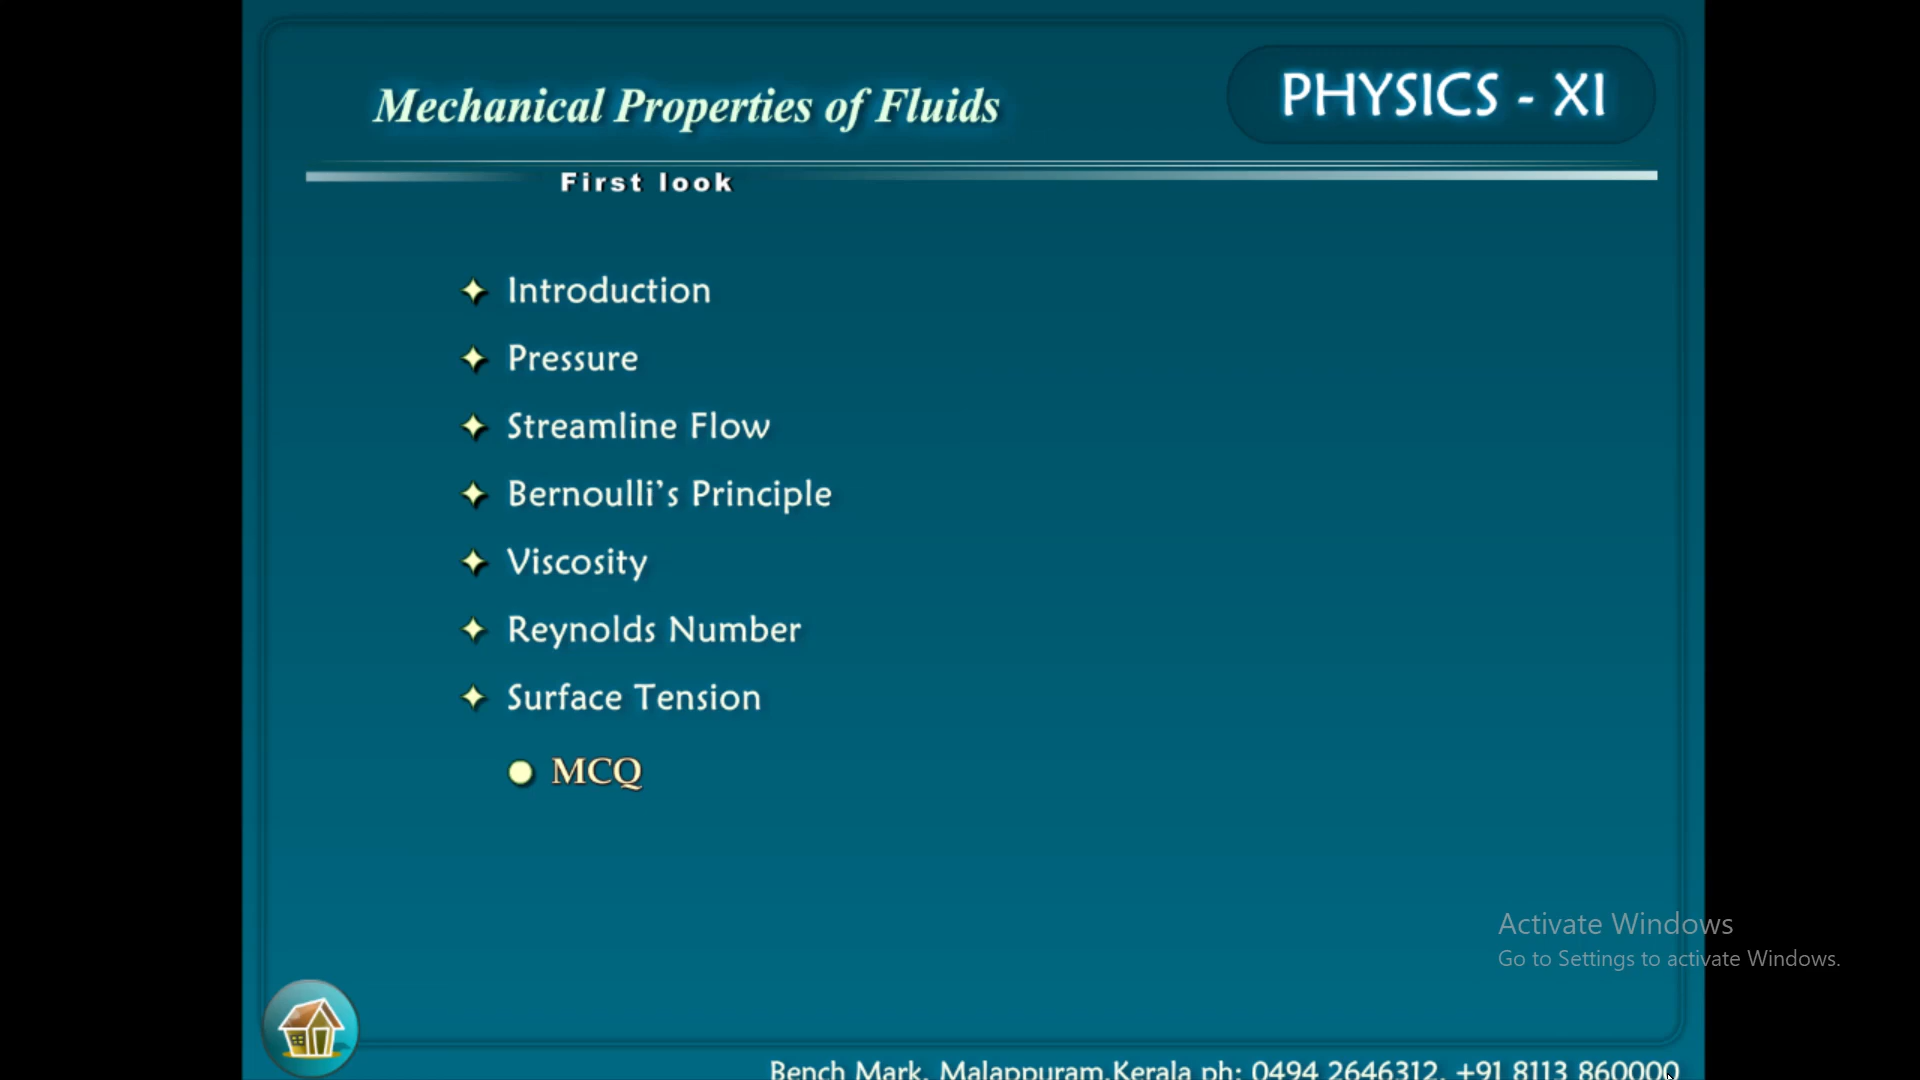 Mechanical Properties of Fluids
PHYSICS - XI
First look
Introduction
Pressure
Streamline Flow
Bernoulli's Principle
Viscosity
Reynolds Number
Surface Tension
MCQ
Activate Windows
Go to Settings to activate Windows.
Bench Mark, Malappuram,Kerala ph: 0494 2646312, +91 8113 860000